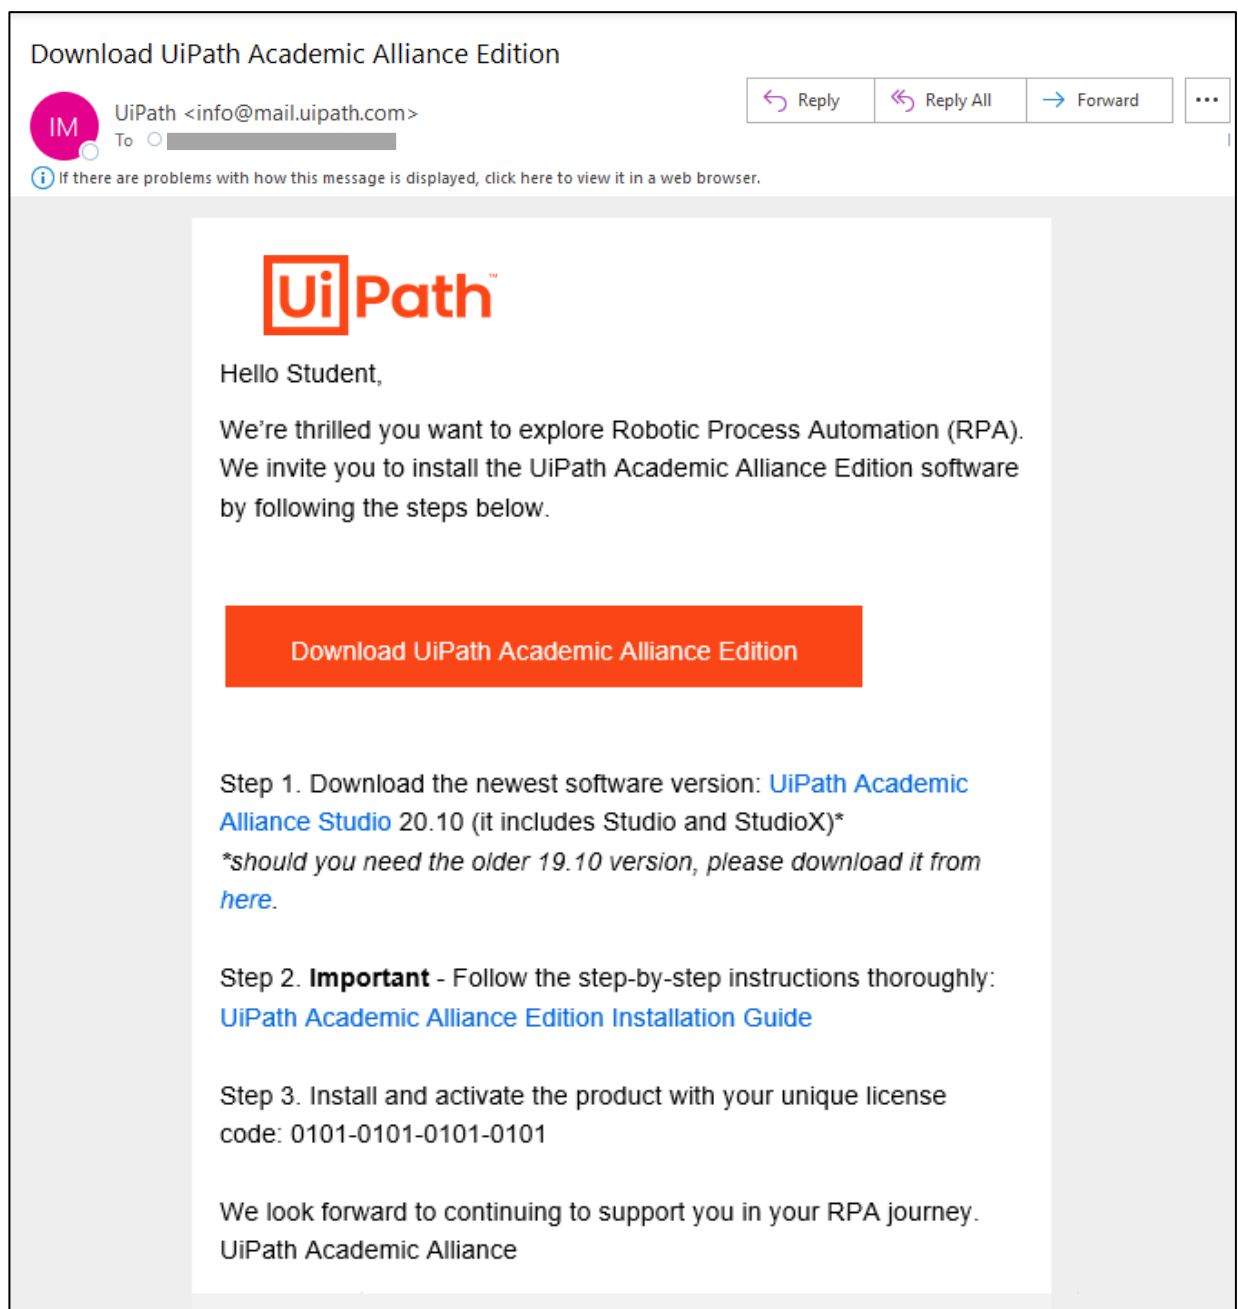 Download UiPath Academic Alliance Edition
Reply
Reply All
Forward
IM
UiPath <info@mail.uipath.com>
To
If there are problems with how this message is displayed, click here to view it in a web browser.
UiPath™
Hello Student,
We’re thrilled you want to explore Robotic Process Automation (RPA).
We invite you to install the UiPath Academic Alliance Edition software
by following the steps below.
Download UiPath Academic Alliance Edition
Step 1. Download the newest software version: UiPath Academic
Alliance Studio 20.10 (it includes Studio and StudioX)*
*should you need the older 19.10 version, please download it from
here.
Step 2. Important - Follow the step-by-step instructions thoroughly:
UiPath Academic Alliance Edition Installation Guide
Step 3. Install and activate the product with your unique license
code: 0101-0101-0101-0101
We look forward to continuing to support you in your RPA journey.
UiPath Academic Alliance